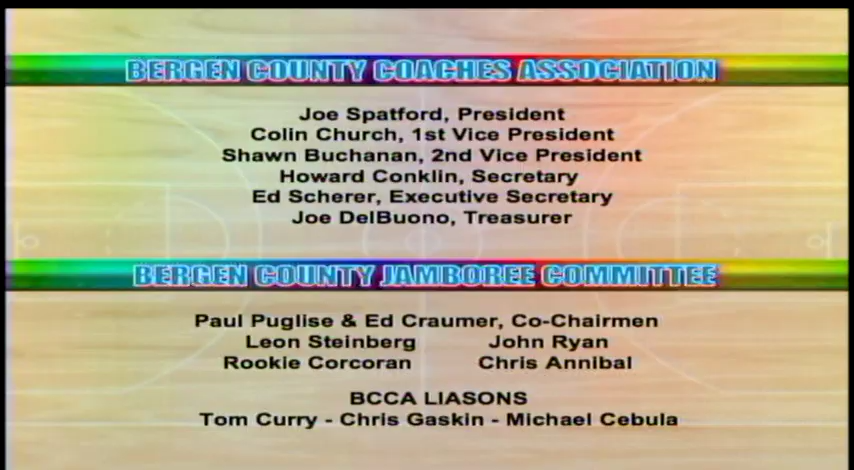 BERGEN COUNTY COACHES ASSOCIATION
Joe Spatford, President
Colin Church, 1st Vice President
Shawn Buchanan, 2nd Vice President
Howard Conklin, Secretary
Ed Scherer, Executive Secretary
Joe DelBuono, Treasurer
BERGEN COUNTY JAMBOREE COMMITTEE
Paul Puglise & Ed Craumer, Co-Chairmen
Leon Steinberg John Ryan
Rookie Corcoran Chris Annibal
BCCA LIASONS
Tom Curry - Chris Gaskin - Michael Cebula